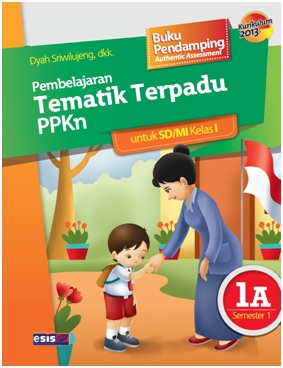 Dyah Sriwilujeng, dkk.
Buku
Pendamping
Authentic Assessment
Kurikulum
2013
Pembelajaran
Tematik Terpadu
PPKn
untuk SD/MI Kelas I
1A
Semester 1
esis